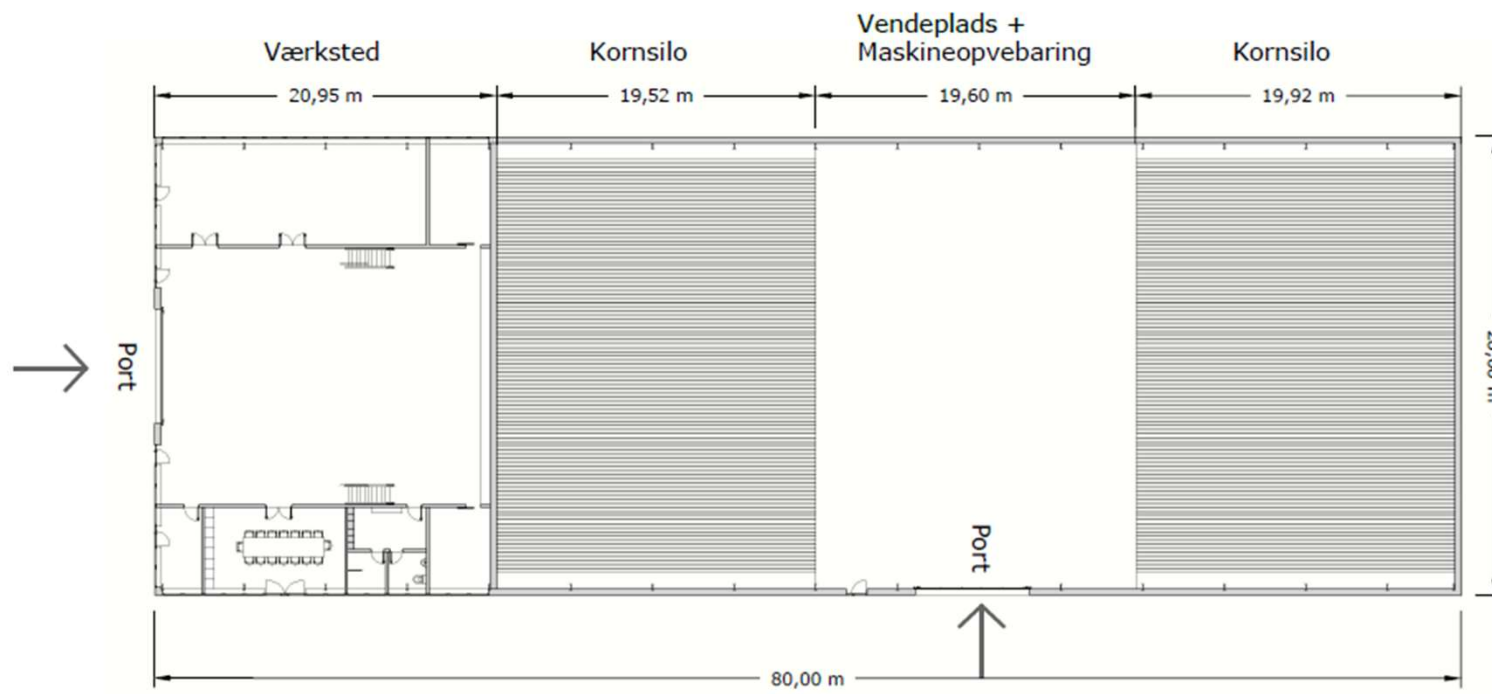 Vendeplads +
Værksted
Kornsilo
Maskineopvebaring
Kornsilo
20,95 m
19,52 m
19,60 m
19,92 m
Port
Port
80,00 m